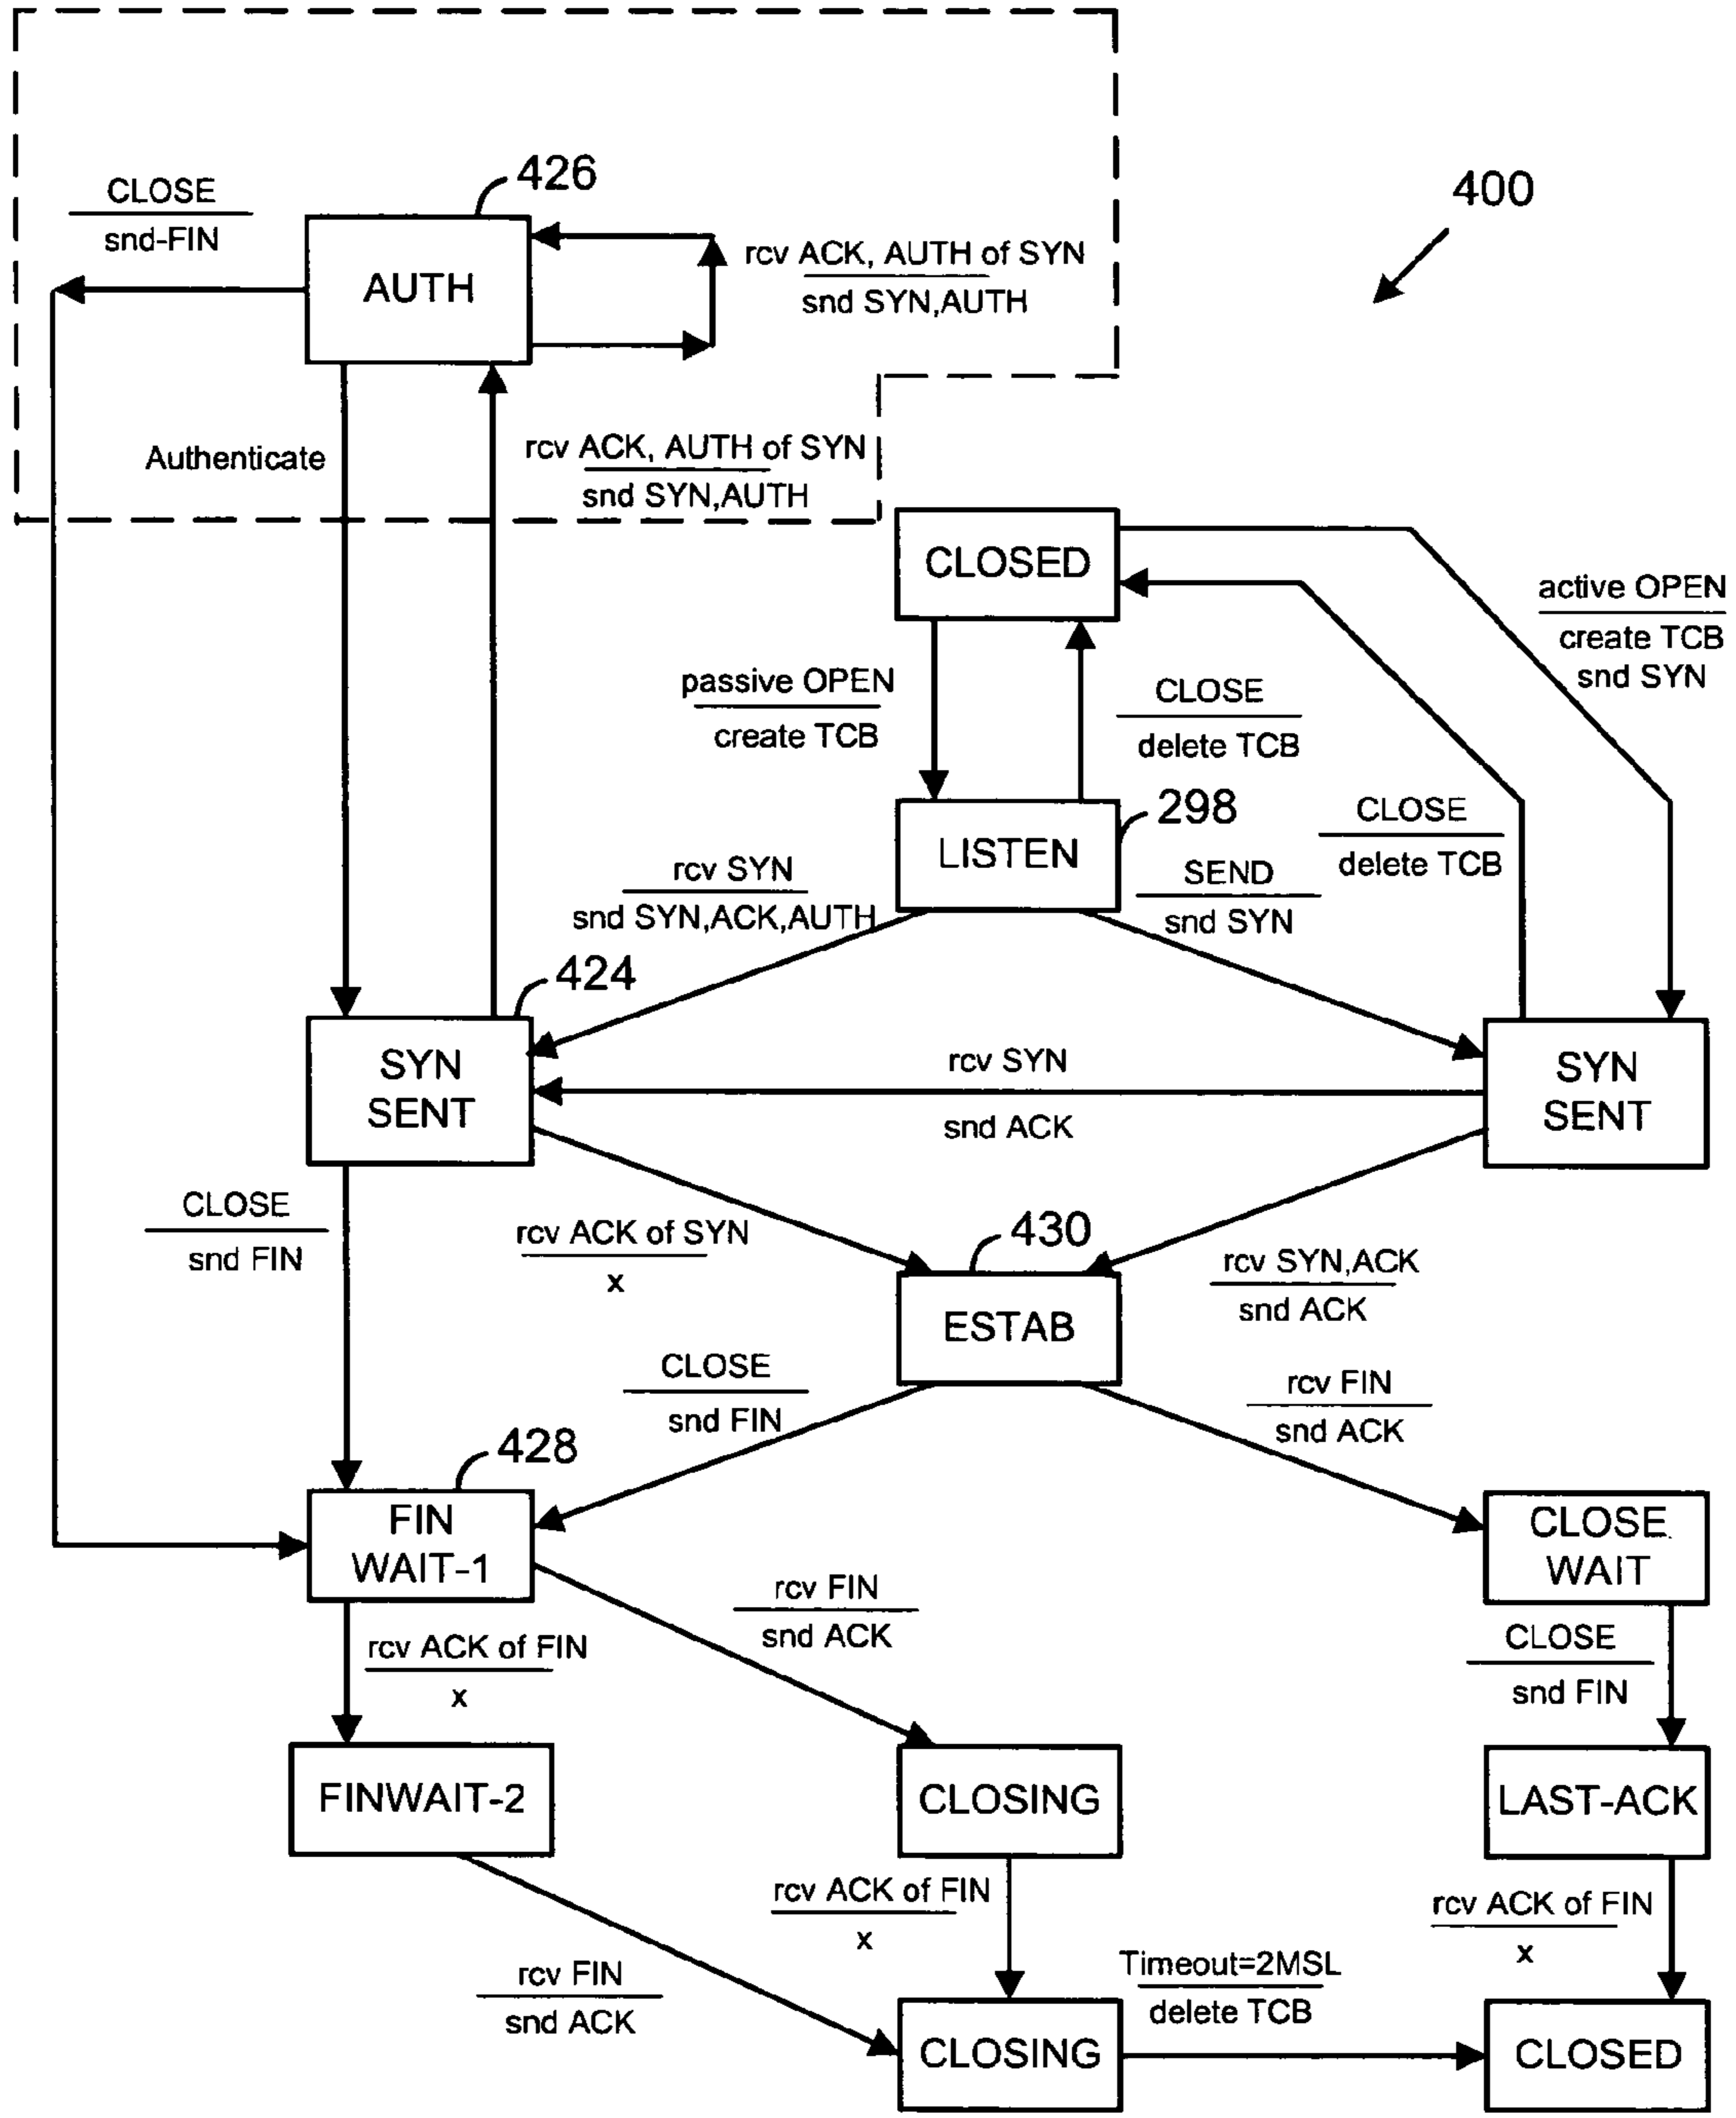 426
CLOSE
snd-FIN
400
rcv ACK, AUTH of SYN
snd SYN,AUTH
AUTH
Authenticate
rcv ACK, AUTH of SYN
snd SYN,AUTH
CLOSED
active OPEN
create TCB
snd SYN
passive OPEN
create TCB
CLOSE
delete TCB
298
CLOSE
delete TCB
LISTEN
rcv SYN
snd SYN,ACK,AUTH
SEND
snd SYN
424
SYN
SENT
rcv SYN
snd ACK
SYN
SENT
CLOSE
snd FIN
rcv ACK of SYN
x
430
rcv SYN,ACK
snd ACK
ESTAB
CLOSE
snd FIN
rcv FIN
snd ACK
428
FIN
WAIT-1
CLOSE
WAIT
rcv FIN
snd ACK
rcv ACK of FIN
x
CLOSE
snd FIN
FINWAIT-2
CLOSING
LAST-ACK
rcv ACK of FIN
x
rcv ACK of FIN
x
rcv FIN
snd ACK
Timeout=2MSL
delete TCB
CLOSING
CLOSED